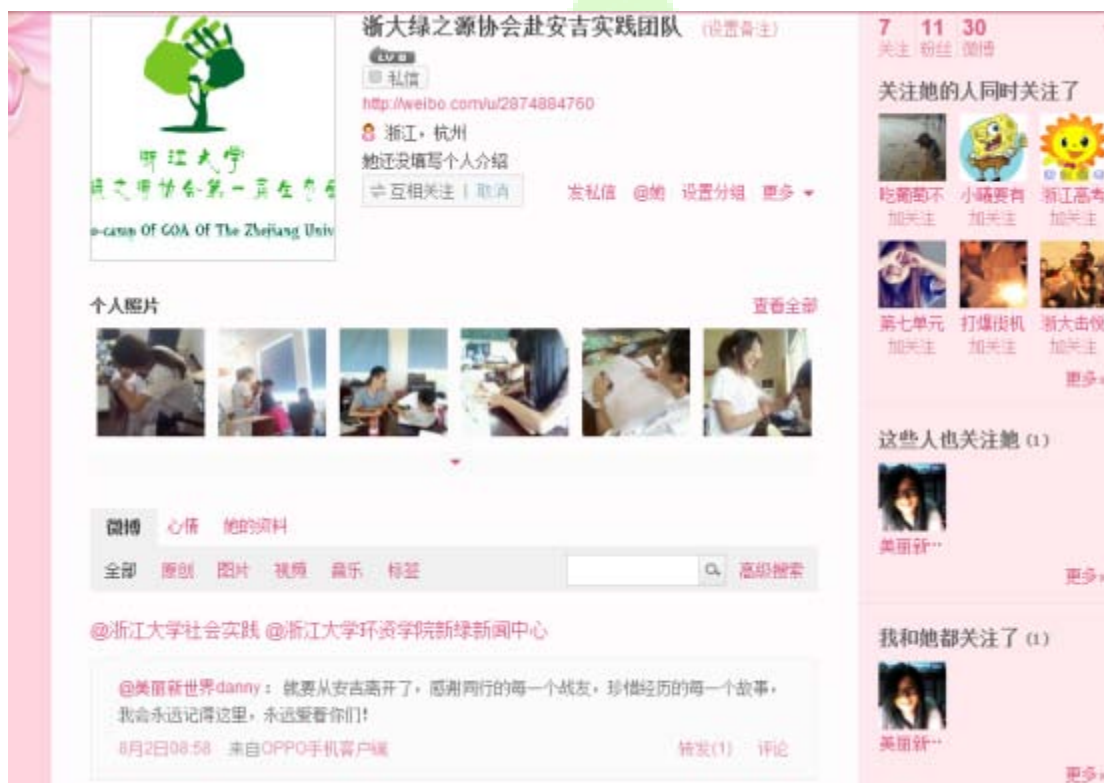 浙大绿之源协会赴安吉实践团队 (设置备注)
私信
http://weibo.com/u/2874884760
浙江，杭州
她还没填写个人介绍
互相关注 | 取消 发私信 @她 设置分组 更多
浙江大学
o-camp Of GOA Of The Zhejiang Univ
个人照片 查看全部
微博 心情 她的资料
全部 原创 图片 视频 音乐 标签 高级搜索
@浙江大学社会实践 @浙江大学环资学院新绿新闻中心
@美丽新世界danny：就要从安吉离开了，感谢同行的每一个战友，珍惜经历的每一个故事，
我会永远记得这里，永远爱着你们！
8月2日08:58 来自OPPO手机客户端 转发(1) 评论
7 11 30
关注 粉丝 微博
关注她的人同时关注了
吃葡萄不 小曦要有 浙江高考
加关注 加关注 加关注
第七单元 打爆街机 浙大击悦
加关注 加关注 加关注
更多»
这些人也关注她 (1)
美丽新…
更多»
我和她都关注了 (1)
美丽新…
更多»